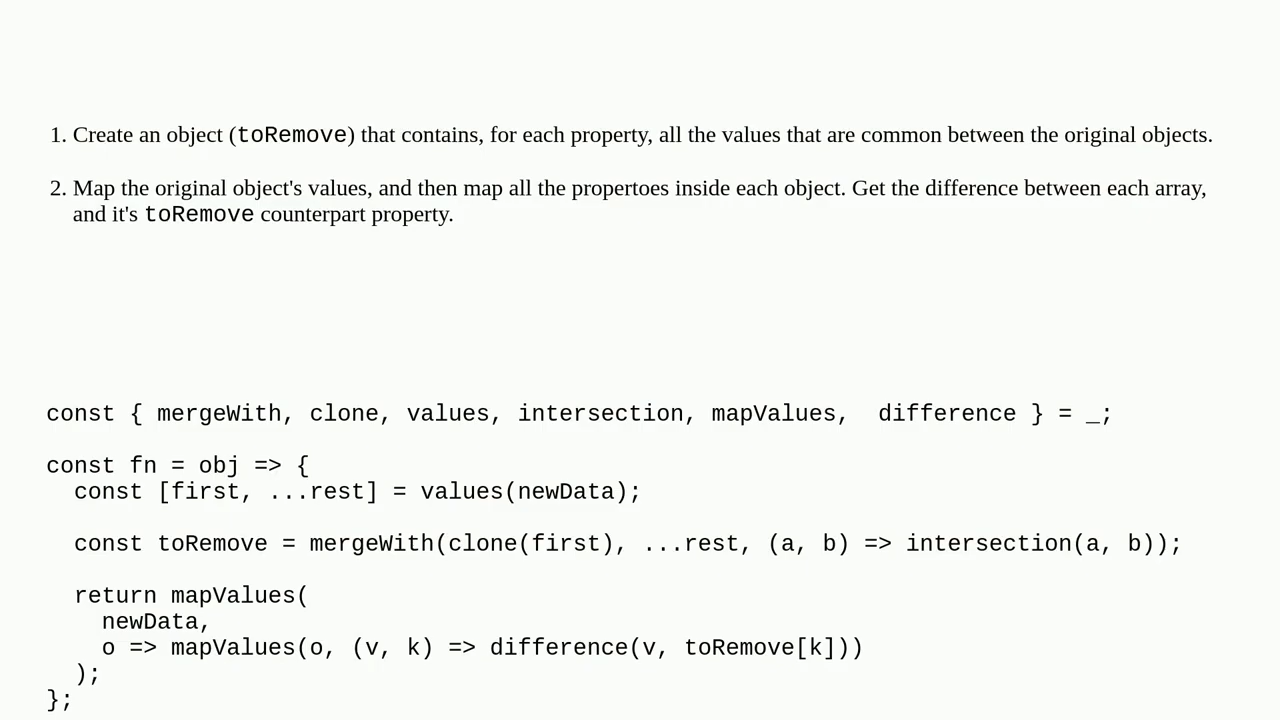 1. Create an object (toRemove) that contains, for each property, all the values that are common between the original objects.
2. Map the original object's values, and then map all the propertoes inside each object. Get the difference between each array,
and it's toRemove counterpart property.
const { mergeWith, clone, values, intersection, mapValues,  difference } = _;
const fn = obj => {
  const [first, ...rest] = values(newData);
  const toRemove = mergeWith(clone(first), ...rest, (a, b) => intersection(a, b));
  return mapValues(
    newData,
    o => mapValues(o, (v, k) => difference(v, toRemove[k]))
  );
};